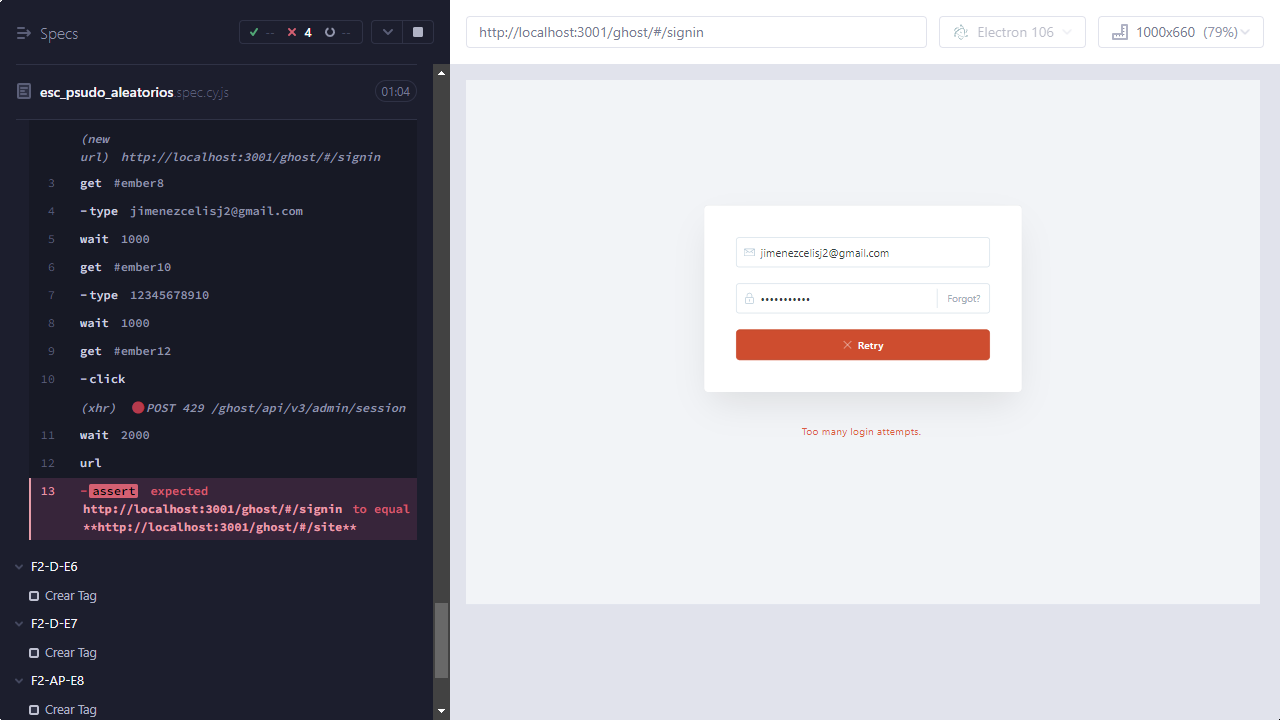 Specs
-- 4 --
esc_psudo_aleatorios.spec.cy.js
01:04
(new
url) http://localhost:3001/ghost/#/signin
3 get #ember8
4 -type jimenezcelisj2@gmail.com
5 wait 1000
6 get #ember10
7 -type 12345678910
8 wait 1000
9 get #ember12
10 -click
(xhr) POST 429 /ghost/api/v3/admin/session
11 wait 2000
12 url
13 -assert expected
http://localhost:3001/ghost/#/signin to equal
**http://localhost:3001/ghost/#/site**
F2-D-E6
Crear Tag
F2-D-E7
Crear Tag
F2-AP-E8
Crear Tag
http://localhost:3001/ghost/#/signin
Electron 106
1000x660 (79%)
jimenezcelisj2@gmail.com
•••••••••••
Forgot?
Retry
Too many login attempts.